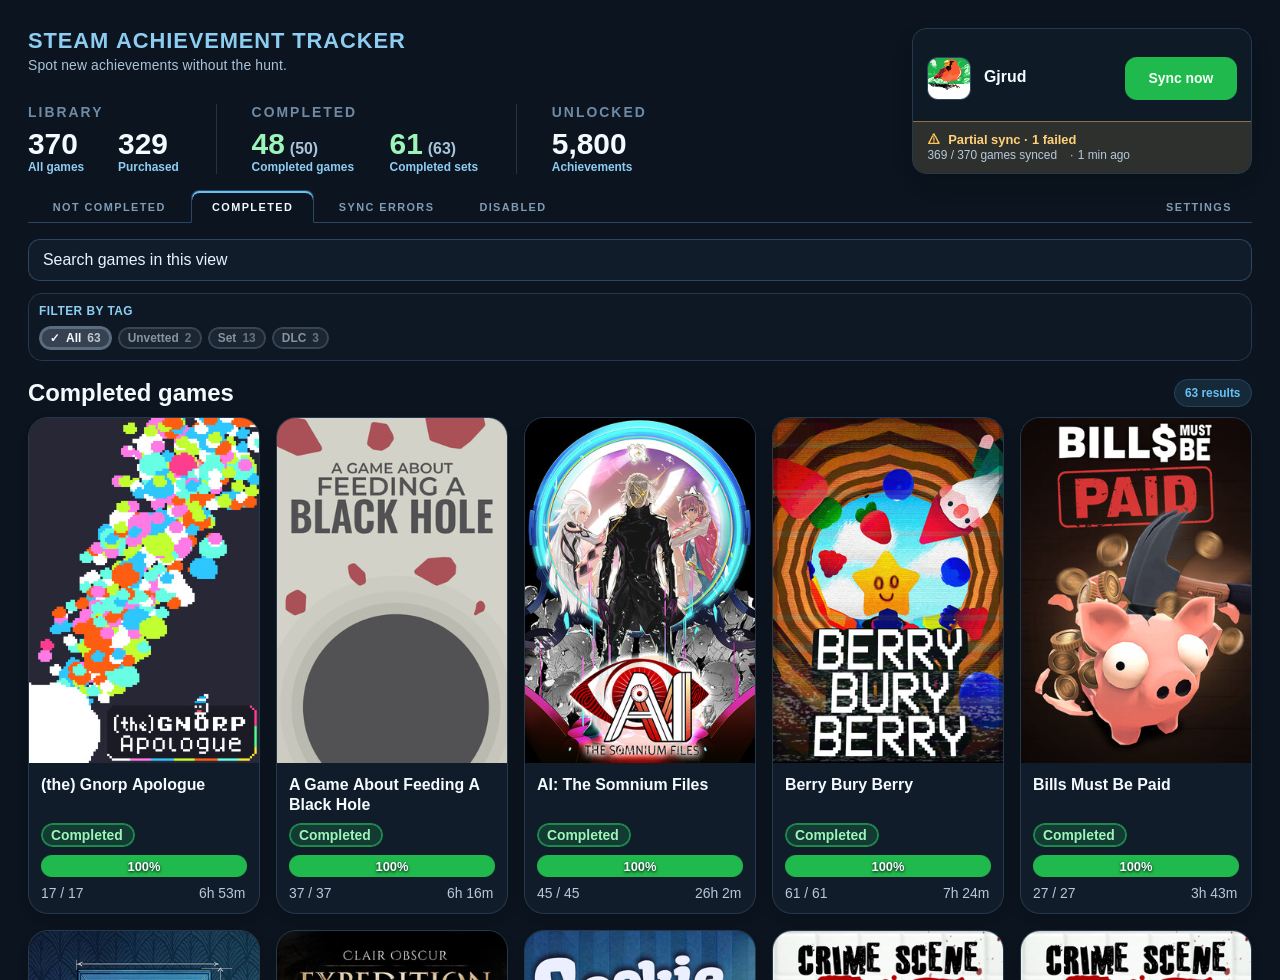 STEAM ACHIEVEMENT TRACKER
Spot new achievements without the hunt.
Gjrud
Sync now
Partial sync · 1 failed
369 / 370 games synced · 1 min ago
LIBRARY
370
All games
329
Purchased
COMPLETED
48 (50)
Completed games
61 (63)
Completed sets
UNLOCKED
5,800
Achievements
NOT COMPLETED
COMPLETED
SYNC ERRORS
DISABLED
SETTINGS
Search games in this view
FILTER BY TAG
✓ All 63
Unvetted 2
Set 13
DLC 3
Completed games
63 results
(the) GNORP
Apologue
(the) Gnorp Apologue
Completed
100%
17 / 17
6h 53m
A GAME ABOUT
FEEDING A
BLACK HOLE
A Game About Feeding A
Black Hole
Completed
100%
37 / 37
6h 16m
AI
THE SOMNIUM FILES
AI: The Somnium Files
Completed
100%
45 / 45
26h 2m
BERRY
BURY
BERRY
Berry Bury Berry
Completed
100%
61 / 61
7h 24m
BILL$ MUST
BE
PAID
Bills Must Be Paid
Completed
100%
27 / 27
3h 43m
CLAIR OBSCUR
EXPEDITION
Cookie
CRIME SCENE
CRIME SCENE